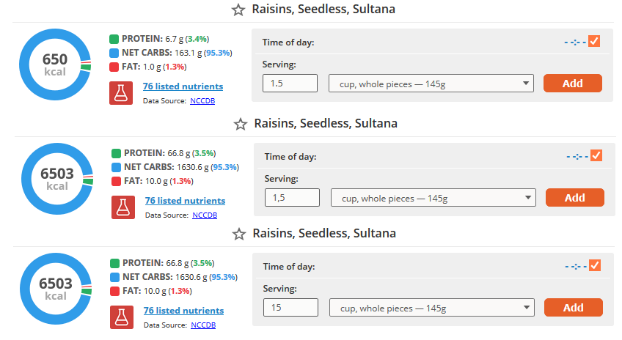 Raisins, Seedless, Sultana
650
kcal
PROTEIN: 6.7 g (3.4%)
NET CARBS: 163.1 g (95.3%)
FAT: 1.0 g (1.3%)
76 listed nutrients
Data Source: NCCDB
Time of day:
--:--
Serving:
1.5
cup, whole pieces — 145g
Add
Raisins, Seedless, Sultana
6503
kcal
PROTEIN: 66.8 g (3.5%)
NET CARBS: 1630.6 g (95.3%)
FAT: 10.0 g (1.3%)
76 listed nutrients
Data Source: NCCDB
Time of day:
--:--
Serving:
1,5
cup, whole pieces — 145g
Add
Raisins, Seedless, Sultana
6503
kcal
PROTEIN: 66.8 g (3.5%)
NET CARBS: 1630.6 g (95.3%)
FAT: 10.0 g (1.3%)
76 listed nutrients
Data Source: NCCDB
Time of day:
--:--
Serving:
15
cup, whole pieces — 145g
Add